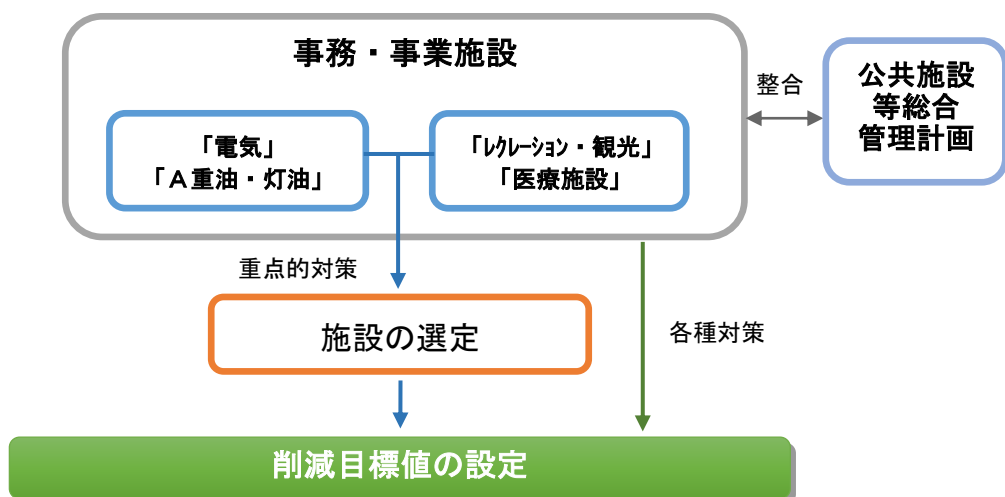 事務・事業施設
「電気」
「A重油・灯油」
「ﾚｸﾚｰｼｮﾝ・観光」
「医療施設」
整合
公共施設
等総合
管理計画
重点的対策
施設の選定
各種対策
削減目標値の設定